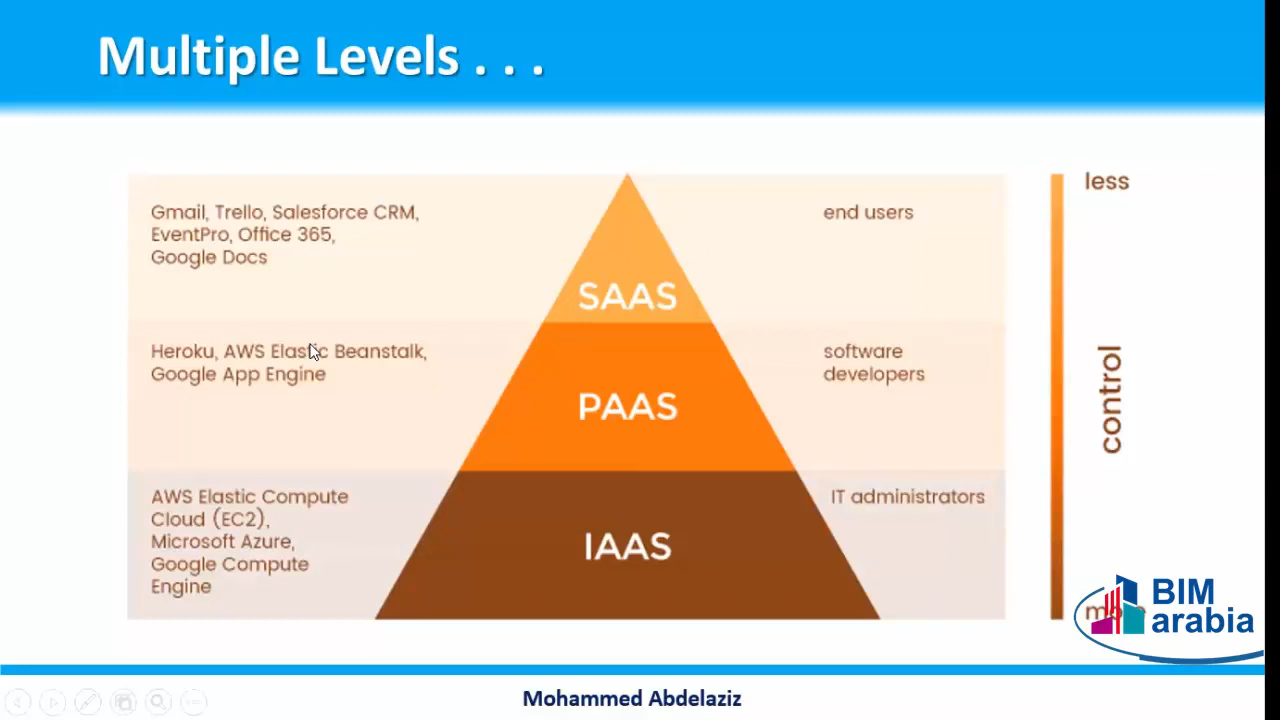 Multiple Levels . . .
Gmail, Trello, Salesforce CRM,
EventPro, Office 365,
Google Docs
SAAS
end users
less
Heroku, AWS Elastic Beanstalk,
Google App Engine
PAAS
software
developers
control
AWS Elastic Compute
Cloud (EC2),
Microsoft Azure,
Google Compute
Engine
IAAS
IT administrators
BIM
arabia
Mohammed Abdelaziz